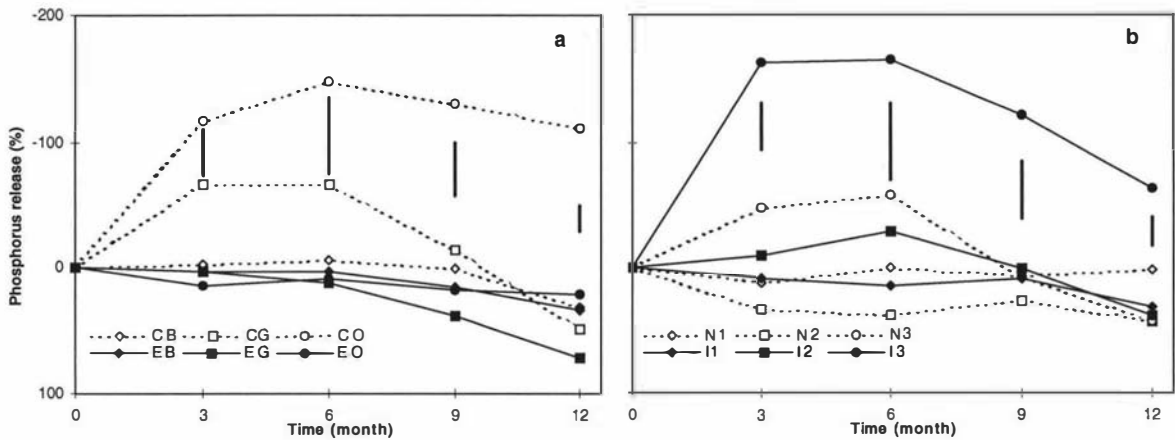 -200
-100
0
100
Phosphorus release (%)
a
CB CG CO
EB EG EO
0 3 6 9 12
Time (month)
b
N1 N2 N3
I1 I2 I3
0 3 6 9 12
Time (month)